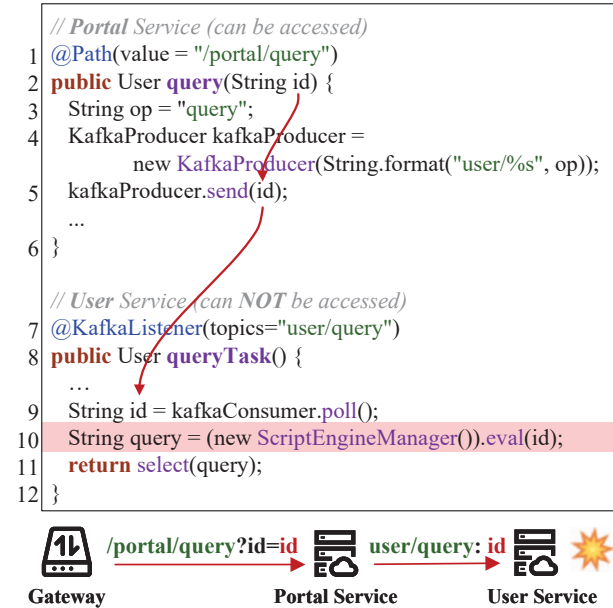 // Portal Service (can be accessed)
1 @Path(value = "/portal/query")
2 public User query(String id) {
3 String op = "query";
4 KafkaProducer kafkaProducer =
new KafkaProducer(String.format("user/%s", op));
5 kafkaProducer.send(id);
...
6 }
// User Service (can NOT be accessed)
7 @KafkaListener(topics="user/query")
8 public User queryTask() {
…
9 String id = kafkaConsumer.poll();
10 String query = (new ScriptEngineManager()).eval(id);
11 return select(query);
12 }
/portal/query?id=id user/query: id
Gateway Portal Service User Service